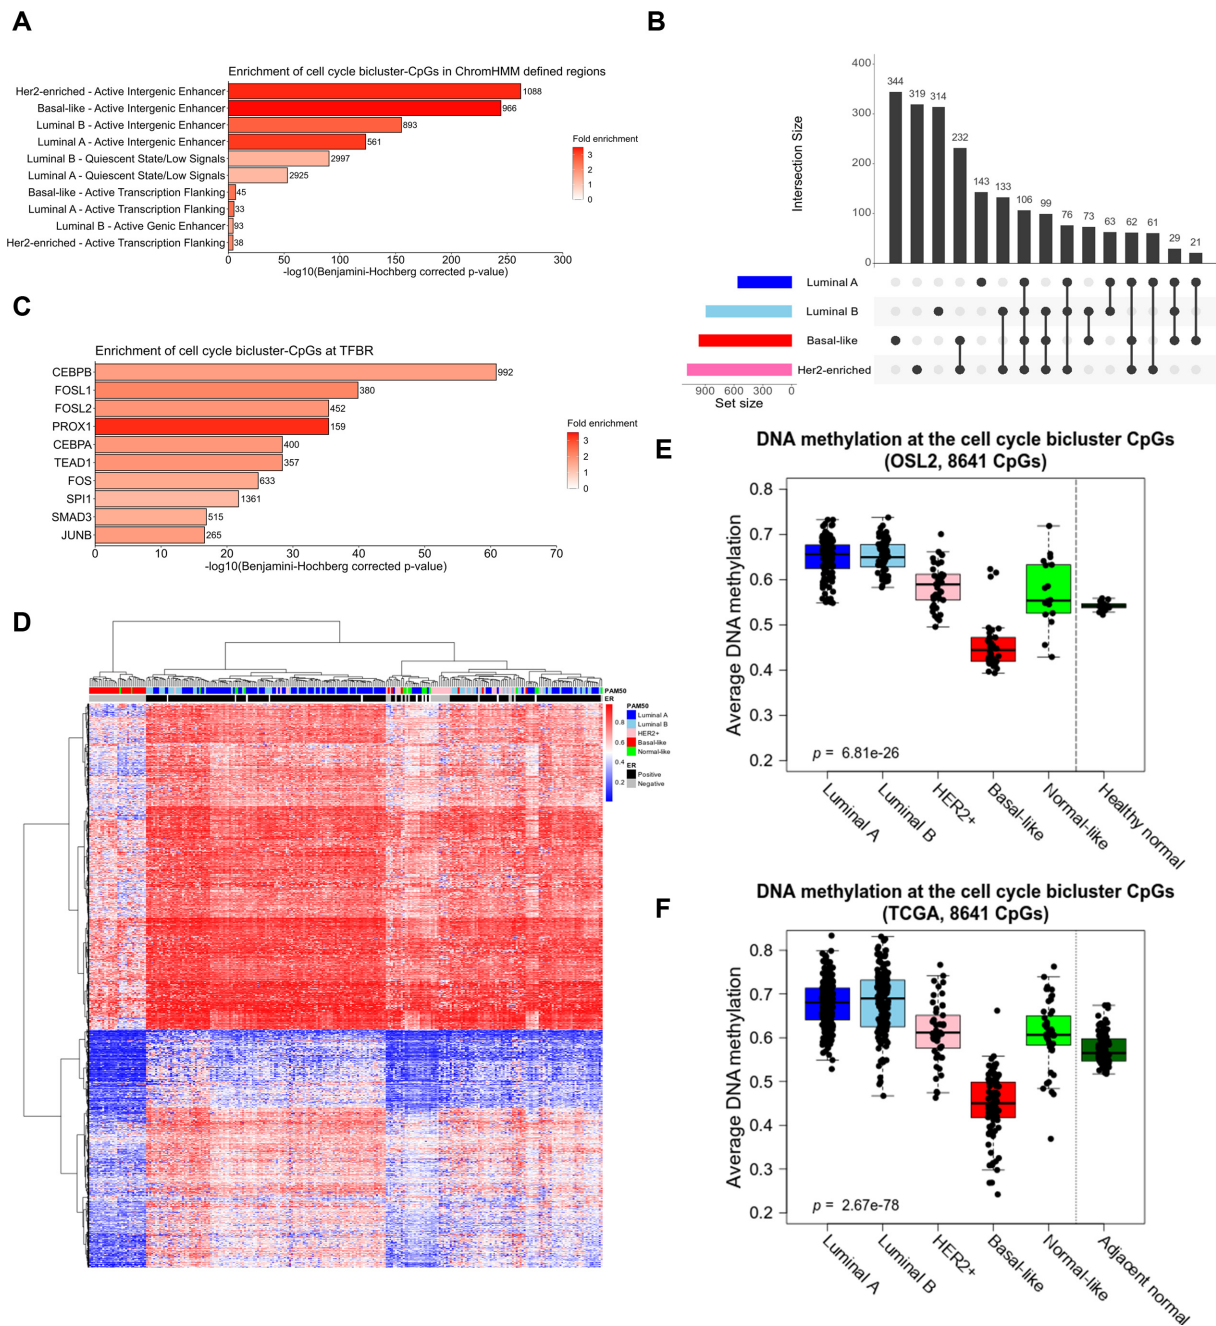 A
Enrichment of cell cycle bicluster-CpGs in ChromHMM defined regions
Her2-enriched - Active Intergenic Enhancer
1088
Basal-like - Active Intergenic Enhancer
966
Luminal B - Active Intergenic Enhancer
893
Luminal A - Active Intergenic Enhancer
561
Luminal B - Quiescent State/Low Signals
2997
Luminal A - Quiescent State/Low Signals
2925
Basal-like - Active Transcription Flanking
45
Luminal A - Active Transcription Flanking
33
Luminal B - Active Genic Enhancer
93
Her2-enriched - Active Transcription Flanking
38
0 50 100 150 200 250 300
-log10(Benjamini-Hochberg corrected p-value)
Fold enrichment
3
2
1
0
B
Intersection Size
400
300
200
100
0
344 319 314 232 143 133 106 99 76 73 63 62 61 29 21
Luminal A
Luminal B
Basal-like
Her2-enriched
900 600 300 0
Set size
C
Enrichment of cell cycle bicluster-CpGs at TFBR
CEBPB
992
FOSL1
380
FOSL2
452
PROX1
159
CEBPA
400
TEAD1
357
FOS
633
SPI1
1361
SMAD3
515
JUNB
265
0 10 20 30 40 50 60 70
-log10(Benjamini-Hochberg corrected p-value)
Fold enrichment
3
2
1
0
D
PAM50
ER
0.8
0.6
0.4
0.2
PAM50
Luminal A
Luminal B
HER2+
Basal-like
Normal-like
ER
Positive
Negative
E
DNA methylation at the cell cycle bicluster CpGs
(OSL2, 8641 CpGs)
Average DNA methylation
0.8
0.7
0.6
0.5
0.4
0.3
0.2
p = 6.81e-26
Luminal A
Luminal B
HER2+
Basal-like
Normal-like
Healthy normal
F
DNA methylation at the cell cycle bicluster CpGs
(TCGA, 8641 CpGs)
Average DNA methylation
0.8
0.7
0.6
0.5
0.4
0.3
0.2
p = 2.67e-78
Luminal A
Luminal B
HER2+
Basal-like
Normal-like
Adjacent normal